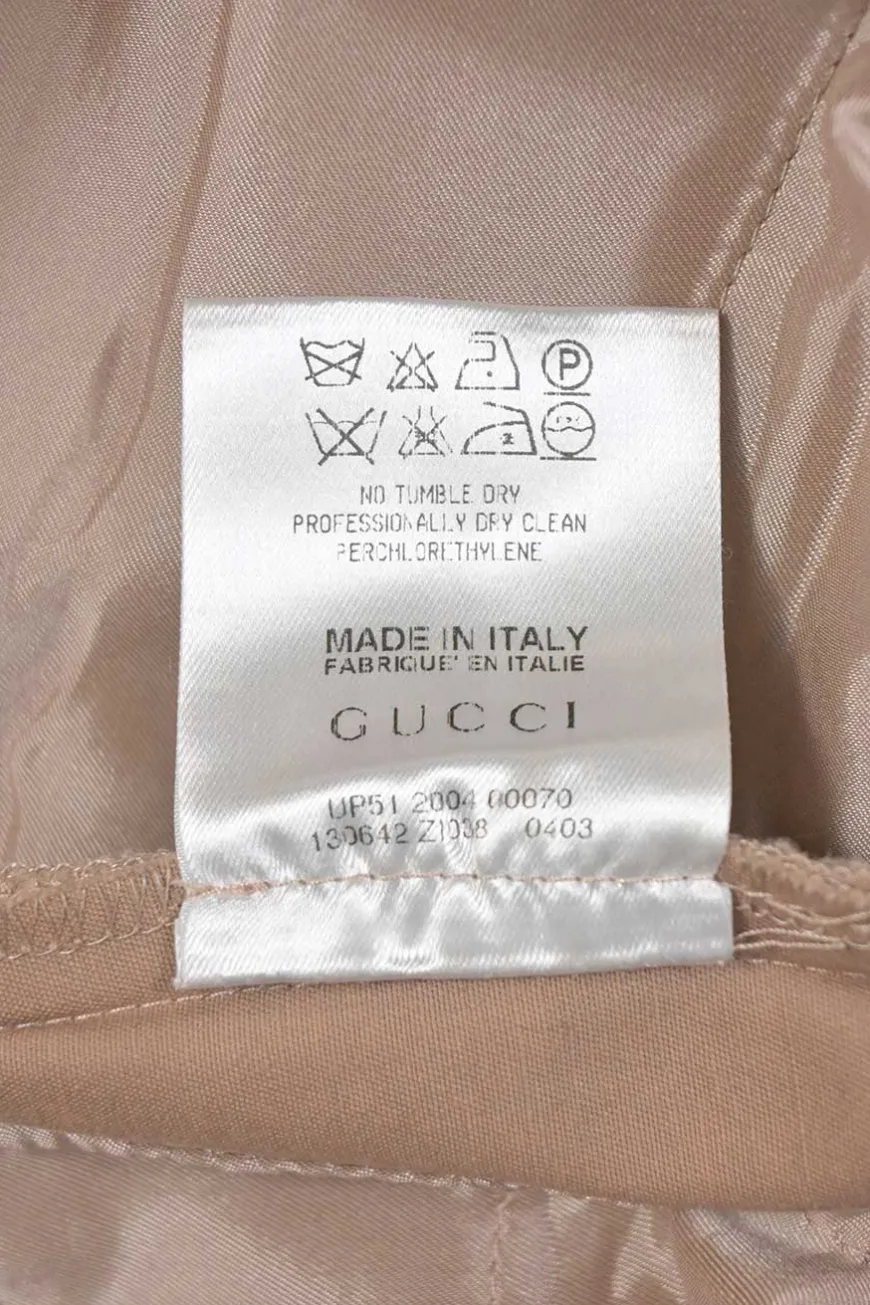 P
NO TUMBLE DRY
PROFESSIONALLY DRY CLEAN
PERCHLORETHYLENE
MADE IN ITALY
FABRIQUE' EN ITALIE
GUCCI
UP51 2004 00070
130642 Z1038 0403